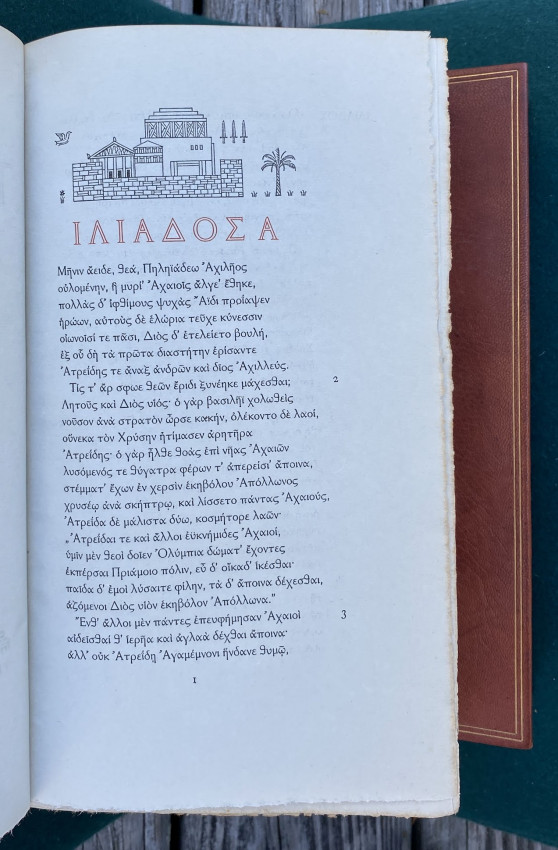 ΙΛΙΑΔΟΣ Α
Μῆνιν ἄειδε, θεά, Πηληϊάδεω Ἀχιλῆος
οὐλομένην, ἣ μυρί' Ἀχαιοῖς ἄλγε' ἔθηκε,
πολλὰς δ' ἰφθίμους ψυχὰς Ἄϊδι προΐαψεν
ἡρώων, αὐτοὺς δὲ ἑλώρια τεῦχε κύνεσσιν
οἰωνοῖσί τε πᾶσι, Διὸς δ' ἐτελείετο βουλή,
ἐξ οὗ δὴ τὰ πρῶτα διαστήτην ἐρίσαντε
Ἀτρεΐδης τε ἄναξ ἀνδρῶν καὶ δῖος Ἀχιλλεύς.
Τίς τ' ἄρ σφωε θεῶν ἔριδι ξυνέηκε μάχεσθαι; 2
Λητοῦς καὶ Διὸς υἱός· ὁ γὰρ βασιλῆϊ χολωθεὶς
νοῦσον ἀνὰ στρατὸν ὦρσε κακήν, ὀλέκοντο δὲ λαοί,
οὕνεκα τὸν Χρύσην ἠτίμασεν ἀρητῆρα
Ἀτρεΐδης· ὁ γὰρ ἦλθε θοὰς ἐπὶ νῆας Ἀχαιῶν
λυσόμενός τε θύγατρα φέρων τ' ἀπερείσι' ἄποινα,
στέμματ' ἔχων ἐν χερσὶν ἑκηβόλου Ἀπόλλωνος
χρυσέῳ ἀνὰ σκήπτρῳ, καὶ λίσσετο πάντας Ἀχαιούς,
Ἀτρεΐδα δὲ μάλιστα δύω, κοσμήτορε λαῶν·
„Ἀτρεΐδαι τε καὶ ἄλλοι ἐϋκνήμιδες Ἀχαιοί,
ὑμῖν μὲν θεοὶ δοῖεν Ὀλύμπια δώματ' ἔχοντες
ἐκπέρσαι Πριάμοιο πόλιν, εὖ δ' οἴκαδ' ἱκέσθαι·
παῖδα δ' ἐμοὶ λύσαιτε φίλην, τὰ δ' ἄποινα δέχεσθαι,
ἁζόμενοι Διὸς υἱὸν ἑκηβόλον Ἀπόλλωνα.“
Ἔνθ' ἄλλοι μὲν πάντες ἐπευφήμησαν Ἀχαιοὶ 3
αἰδεῖσθαί θ' ἱερῆα καὶ ἀγλαὰ δέχθαι ἄποινα·
ἀλλ' οὐκ Ἀτρεΐδῃ Ἀγαμέμνονι ἥνδανε θυμῷ,
1